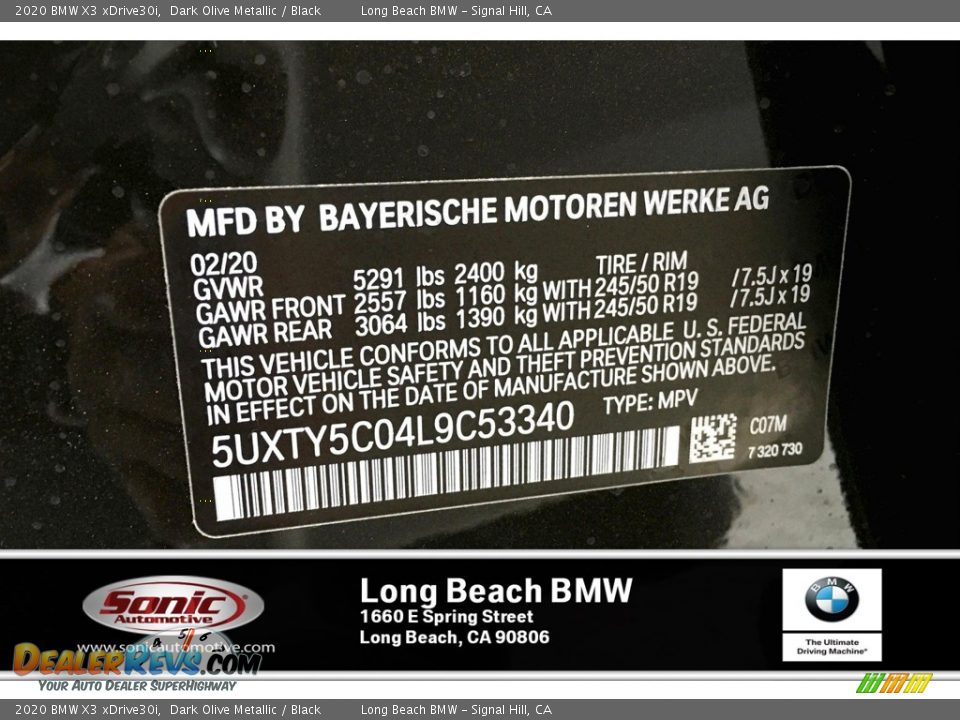 2020 BMW X3 xDrive30i, Dark Olive Metallic / Black Long Beach BMW - Signal Hill, CA
MFD BY BAYERISCHE MOTOREN WERKE AG
02/20 TIRE / RIM
GVWR 5291 lbs 2400 kg
GAWR FRONT 2557 lbs 1160 kg WITH 245/50 R19 /7.5J x 19
GAWR REAR 3064 lbs 1390 kg WITH 245/50 R19 /7.5J x 19
THIS VEHICLE CONFORMS TO ALL APPLICABLE U. S. FEDERAL
MOTOR VEHICLE SAFETY AND THEFT PREVENTION STANDARDS
IN EFFECT ON THE DATE OF MANUFACTURE SHOWN ABOVE.
5UXTY5C04L9C53340 TYPE: MPV
C07M
7 320 730
Sonic
Automotive
www.sonicautomotive.com
Long Beach BMW
1660 E Spring Street
Long Beach, CA 90806
BMW
The Ultimate
Driving Machine®
4 5 6
DealerRevs.com
Your Auto Dealer SuperHighway
2020 BMW X3 xDrive30i, Dark Olive Metallic / Black Long Beach BMW - Signal Hill, CA